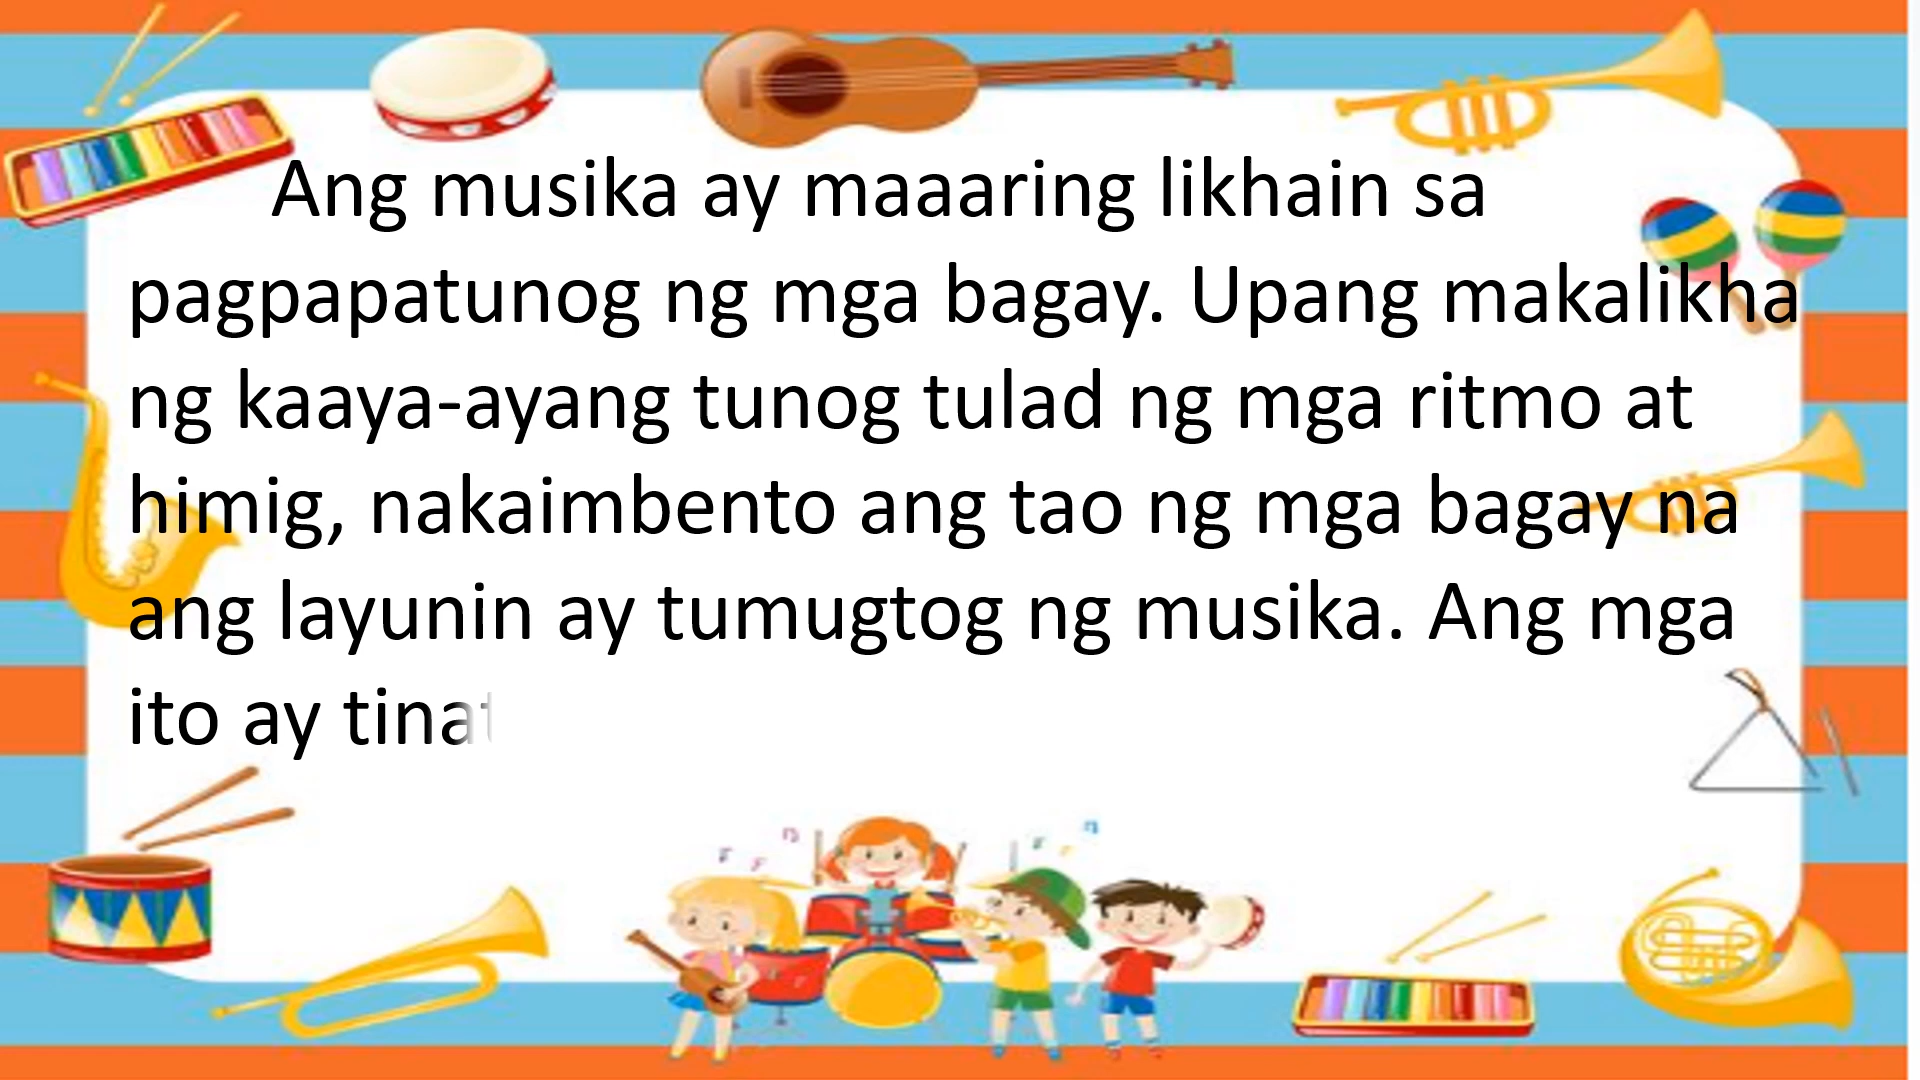 Ang musika ay maaaring likhain sa
pagpapatunog ng mga bagay. Upang makalikha
ng kaaya-ayang tunog tulad ng mga ritmo at
himig, nakaimbento ang tao ng mga bagay na
ang layunin ay tumugtog ng musika. Ang mga
ito ay